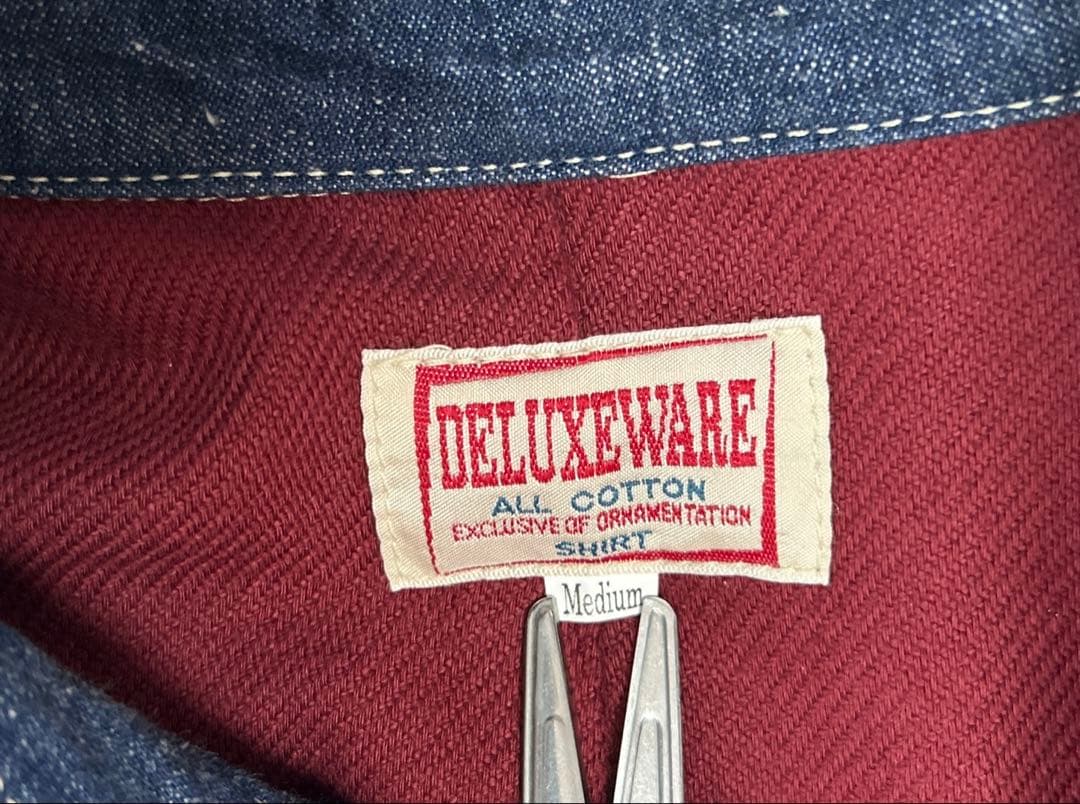 DELUXEWARE
ALL COTTON
EXCLUSIVE OF ORNAMENTATION
SHIRT
Medium